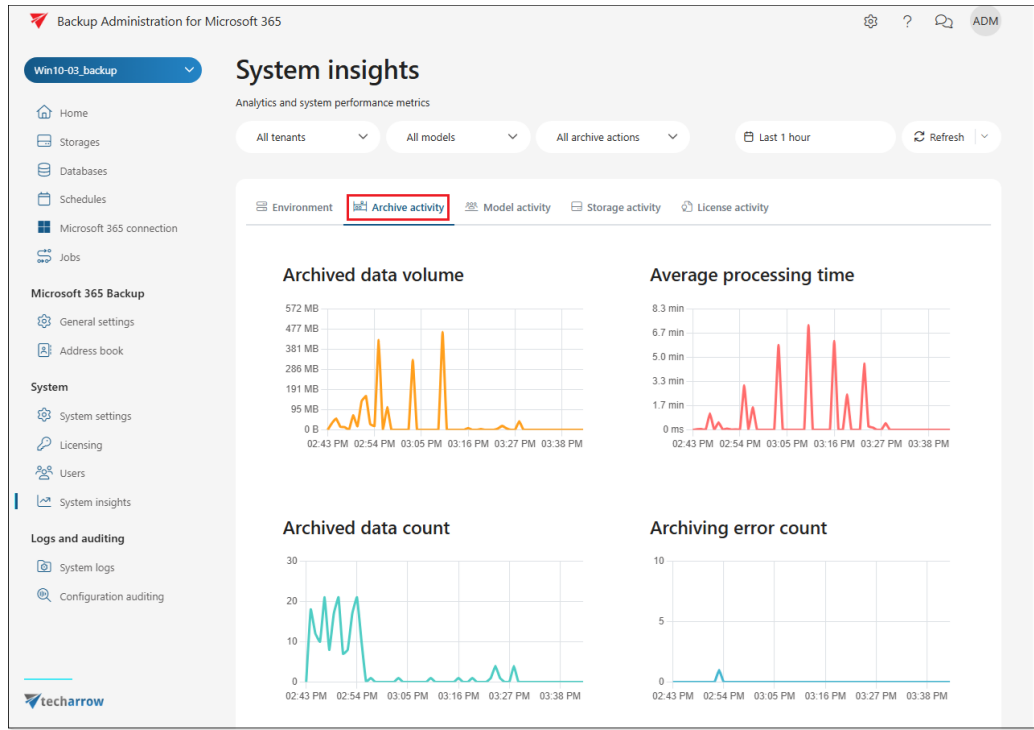 Backup Administration for Microsoft 365
ADM
Win10-03_backup
Home
Storages
Databases
Schedules
Microsoft 365 connection
Jobs
Microsoft 365 Backup
General settings
Address book
System
System settings
Licensing
Users
System insights
Logs and auditing
System logs
Configuration auditing
techarrow
System insights
Analytics and system performance metrics
All tenants
All models
All archive actions
Last 1 hour
Refresh
Environment
Archive activity
Model activity
Storage activity
License activity
Archived data volume
572 MB
477 MB
381 MB
286 MB
191 MB
95 MB
0 B
02:43 PM 02:54 PM 03:05 PM 03:16 PM 03:27 PM 03:38 PM
Average processing time
8.3 min
6.7 min
5.0 min
3.3 min
1.7 min
0 ms
02:43 PM 02:54 PM 03:05 PM 03:16 PM 03:27 PM 03:38 PM
Archived data count
30
20
10
0
02:43 PM 02:54 PM 03:05 PM 03:16 PM 03:27 PM 03:38 PM
Archiving error count
10
5
0
02:43 PM 02:54 PM 03:05 PM 03:16 PM 03:27 PM 03:38 PM